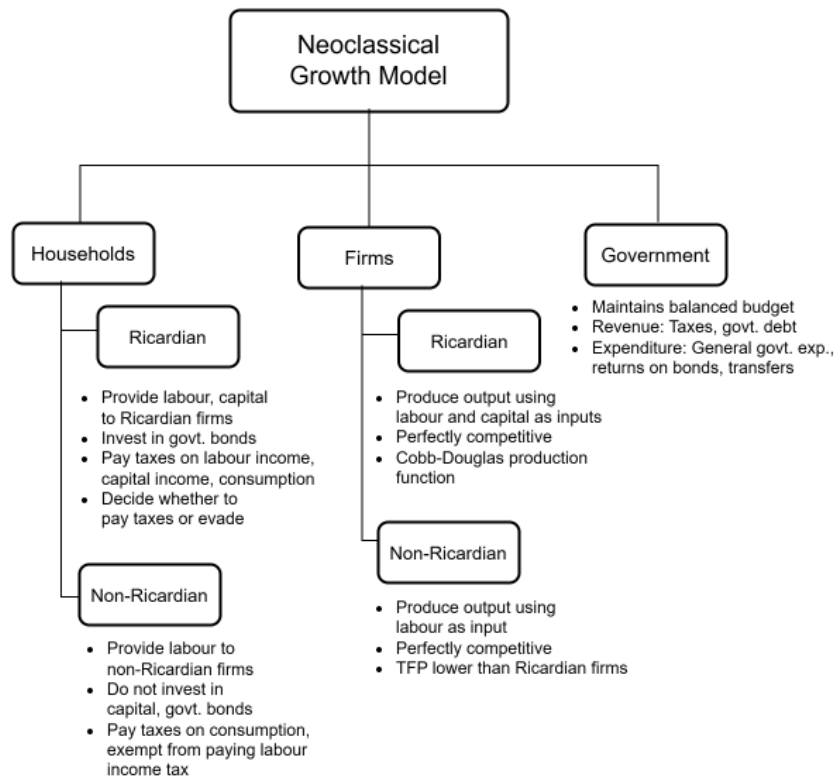 Neoclassical
Growth Model
Households
Firms
Government
• Maintains balanced budget
• Revenue: Taxes, govt. debt
• Expenditure: General govt. exp.,
returns on bonds, transfers
Ricardian
• Provide labour, capital
to Ricardian firms
• Invest in govt. bonds
• Pay taxes on labour income,
capital income, consumption
• Decide whether to
pay taxes or evade
Non-Ricardian
• Provide labour to
non-Ricardian firms
• Do not invest in
capital, govt. bonds
• Pay taxes on consumption,
exempt from paying labour
income tax
Ricardian
• Produce output using
labour and capital as inputs
• Perfectly competitive
• Cobb-Douglas production
function
Non-Ricardian
• Produce output using
labour as input
• Perfectly competitive
• TFP lower than Ricardian firms